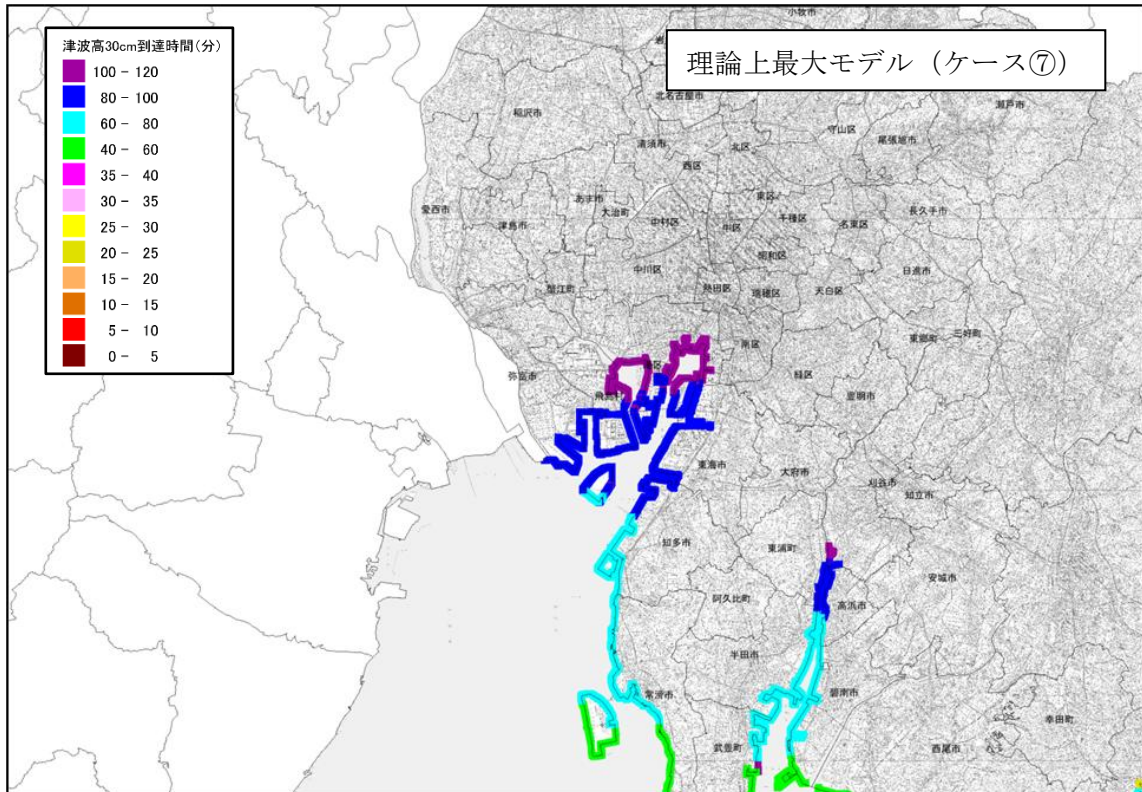 津波高30cm到達時間(分)
100 - 120
80 - 100
60 - 80
40 - 60
35 - 40
30 - 35
25 - 30
20 - 25
15 - 20
10 - 15
5 - 10
0 - 5
理論上最大モデル（ケース⑦）
小牧市
北名古屋市
瀬戸市
稲沢市
守山区
尾張旭市
清須市
北区
西区
愛西市
津島市
あま市
大治町
中村区
東区
千種区
中区
名東区
長久手市
昭和区
中川区
日進市
蟹江町
熱田区
瑞穂区
天白区
東郷町
三好町
南区
弥富市
緑区
豊明市
東海市
大府市
刈谷市
知立市
知多市
東浦町
安城市
阿久比町
高浜市
半田市
常滑市
碧南市
武豊町
西尾市
幸田町